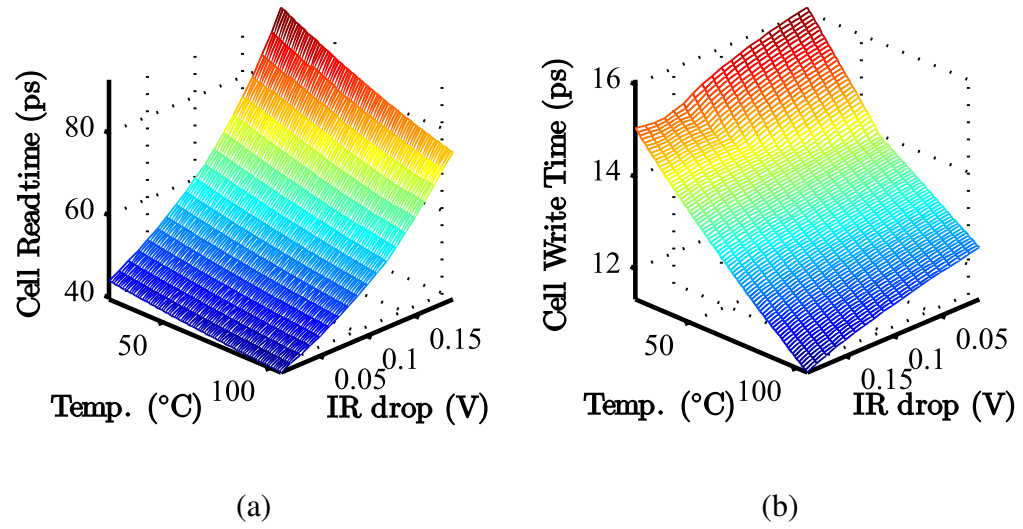 Cell Readtime (ps)
80
60
40
50
100
Temp. (°C)
0.05
0.1
0.15
IR drop (V)
(a)
Cell Write Time (ps)
16
14
12
50
100
Temp. (°C)
0.15
0.1
0.05
IR drop (V)
(b)